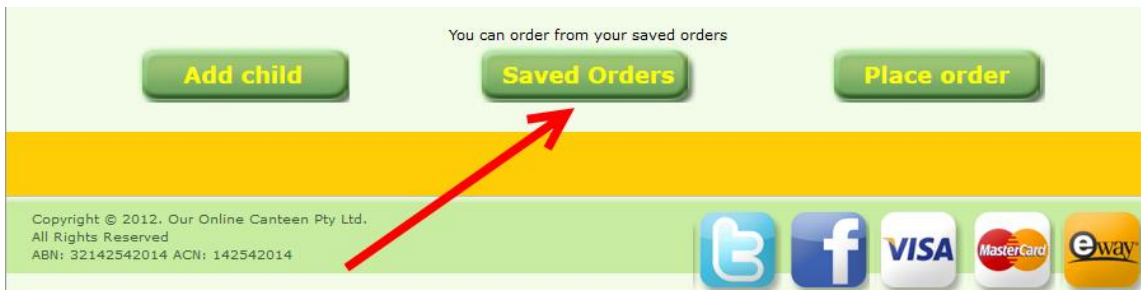 You can order from your saved orders
Add child
Saved Orders
Place order
Copyright © 2012. Our Online Canteen Pty Ltd.
All Rights Reserved
ABN: 32142542014 ACN: 142542014
VISA
MasterCard
eway